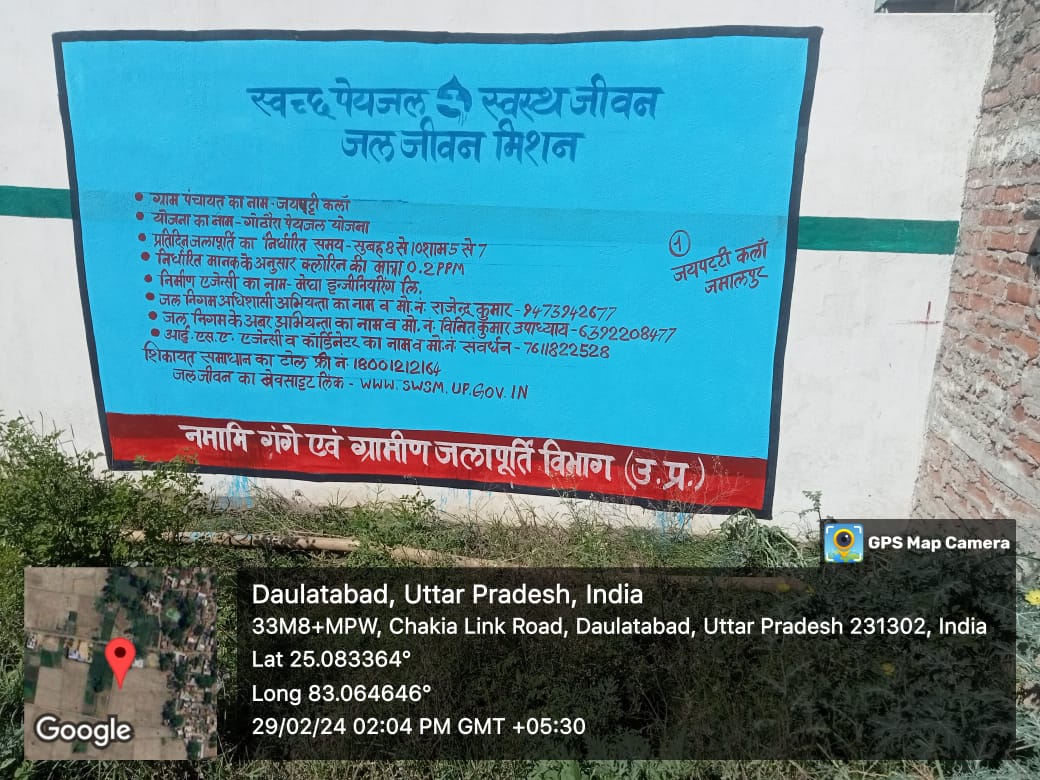 स्वच्छ पेयजल स्वस्थ जीवन
जल जीवन मिशन
• ग्राम पंचायत का नाम - जयपट्टी कलॉ
• योजना का नाम - गोठौरा पेयजल योजना
• प्रतिदिन जलापूर्ति का निर्धारित समय - सुबह 8 से 10 शाम 5 से 7
• निर्धारित मानक के अनुसार क्लोरिन की मात्रा 0.2 PPM
• निर्माण एजेन्सी का नाम - मेघा इन्जीनियरिंग लि.
• जल निगम अधिशासी अभियन्ता का नाम व मो. नं. राजेन्द्र कुमार - 9473942677
• जल निगम के अवर अभियन्ता का नाम व मो. न. विनित कुमार उपाध्याय - 6392208477
• आई. एस. ए. एजेन्सी व कॉर्डिनेटर का नाम व मो. नं सवर्धन - 7611822528
शिकायत समाधान का टोल फ्री नं. 18001212164
जल जीवन का बेवसाइट लिंक - WWW.SWSM.UP.GOV.IN
1
जयपट्टी कलॉ
जमालपुर
नमामि गंगे एवं ग्रामीण जलापूर्ति विभाग (उ.प्र.)
GPS Map Camera
Daulatabad, Uttar Pradesh, India
33M8+MPW, Chakia Link Road, Daulatabad, Uttar Pradesh 231302, India
Lat 25.083364°
Long 83.064646°
29/02/24 02:04 PM GMT +05:30
Google